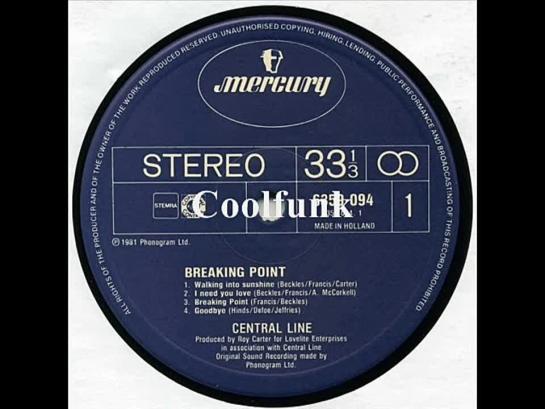 ALL RIGHTS OF THE PRODUCER AND OF THE OWNER OF THE WORK REPRODUCED RESERVED. UNAUTHORISED COPYING, HIRING, LENDING, PUBLIC PERFORMANCE AND BROADCASTING OF THIS RECORD PROHIBITED
mercury
STEREO 33 1/3
STEMRA 094 1
Coolfunk
MADE IN HOLLAND
℗ 1981 Phonogram Ltd.
BREAKING POINT
1. Walking into sunshine (Beckles/Francis/Carter)
2. I need you love (Beckles/Francis/A. McCorkell)
3. Breaking Point (Francis/Beckles)
4. Goodbye (Hinds/Defoe/Jeffries)
CENTRAL LINE
Produced by Roy Carter for Lovelite Enterprises
in association with Central Line
Original Sound Recording made by
Phonogram Ltd.